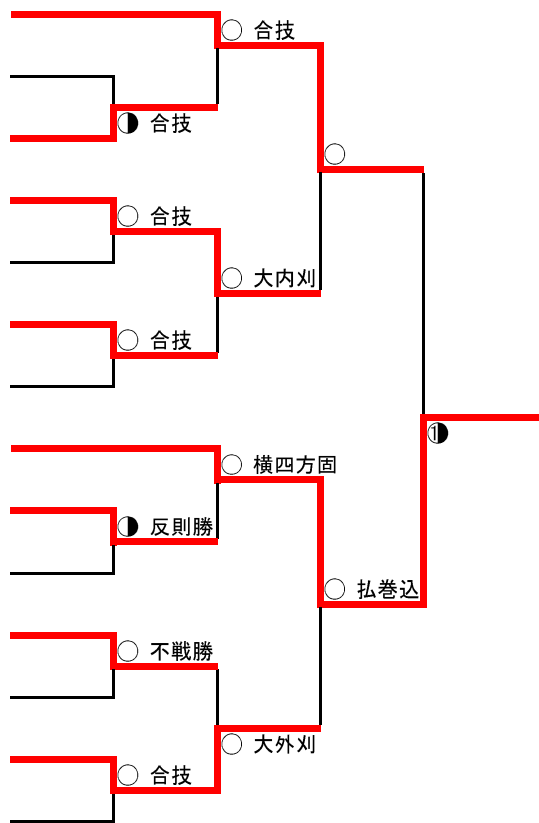 ○ 合技
◑ 合技
○
○ 合技
○ 大内刈
○ 合技
1
○ 横四方固
◑ 反則勝
○ 払巻込
○ 不戦勝
○ 大外刈
○ 合技